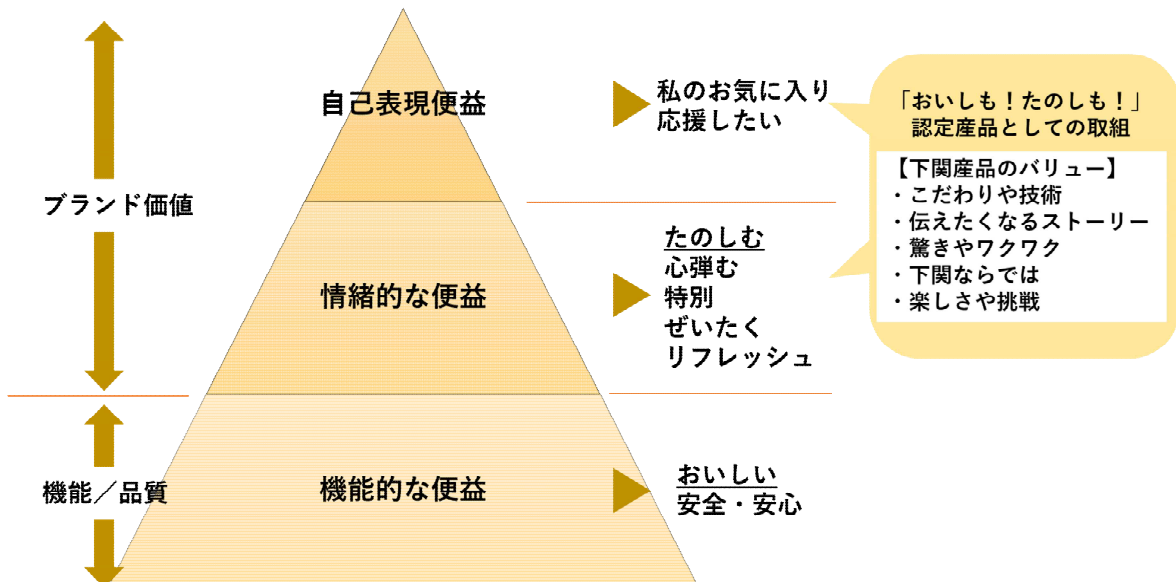 自己表現便益
私のお気に入り
応援したい
「おいしも！たのしも！」
認定産品としての取組
【下関産品のバリュー】
・こだわりや技術
・伝えたくなるストーリー
・驚きやワクワク
・下関ならでは
・楽しさや挑戦
ブランド価値
情緒的な便益
たのしむ
心弾む
特別
ぜいたく
リフレッシュ
機能／品質
機能的な便益
おいしい
安全・安心